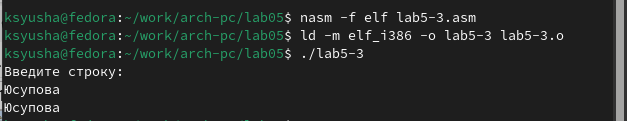 ksyusha@fedora:~/work/arch-pc/lab05$ nasm -f elf lab5-3.asm
ksyusha@fedora:~/work/arch-pc/lab05$ ld -m elf_i386 -o lab5-3 lab5-3.o
ksyusha@fedora:~/work/arch-pc/lab05$ ./lab5-3
Введите строку:
Юсупова
Юсупова